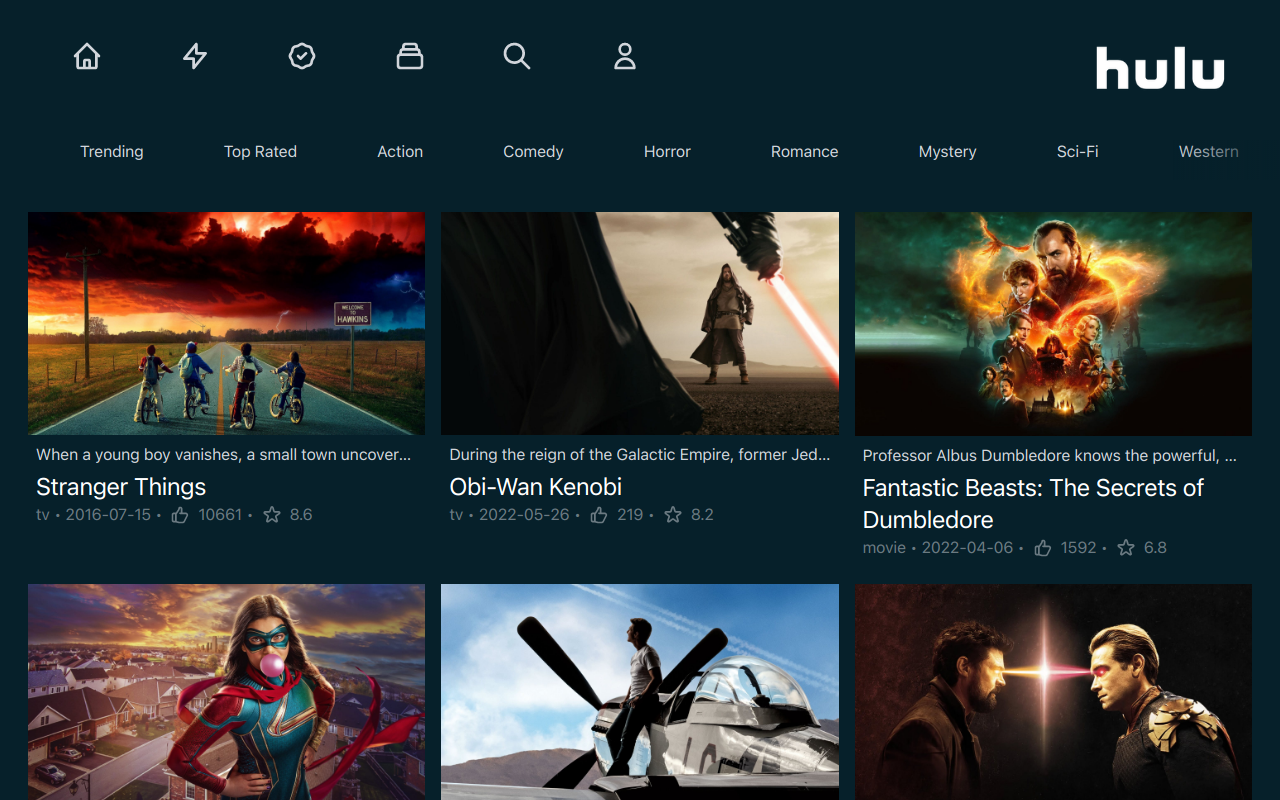 hulu
Trending Top Rated Action Comedy Horror Romance Mystery Sci-Fi Western
WELCOME
TO
HAWKINS
When a young boy vanishes, a small town uncover...
Stranger Things
tv • 2016-07-15 • 10661 • 8.6
During the reign of the Galactic Empire, former Jed...
Obi-Wan Kenobi
tv • 2022-05-26 • 219 • 8.2
Professor Albus Dumbledore knows the powerful, ...
Fantastic Beasts: The Secrets of
Dumbledore
movie • 2022-04-06 • 1592 • 6.8